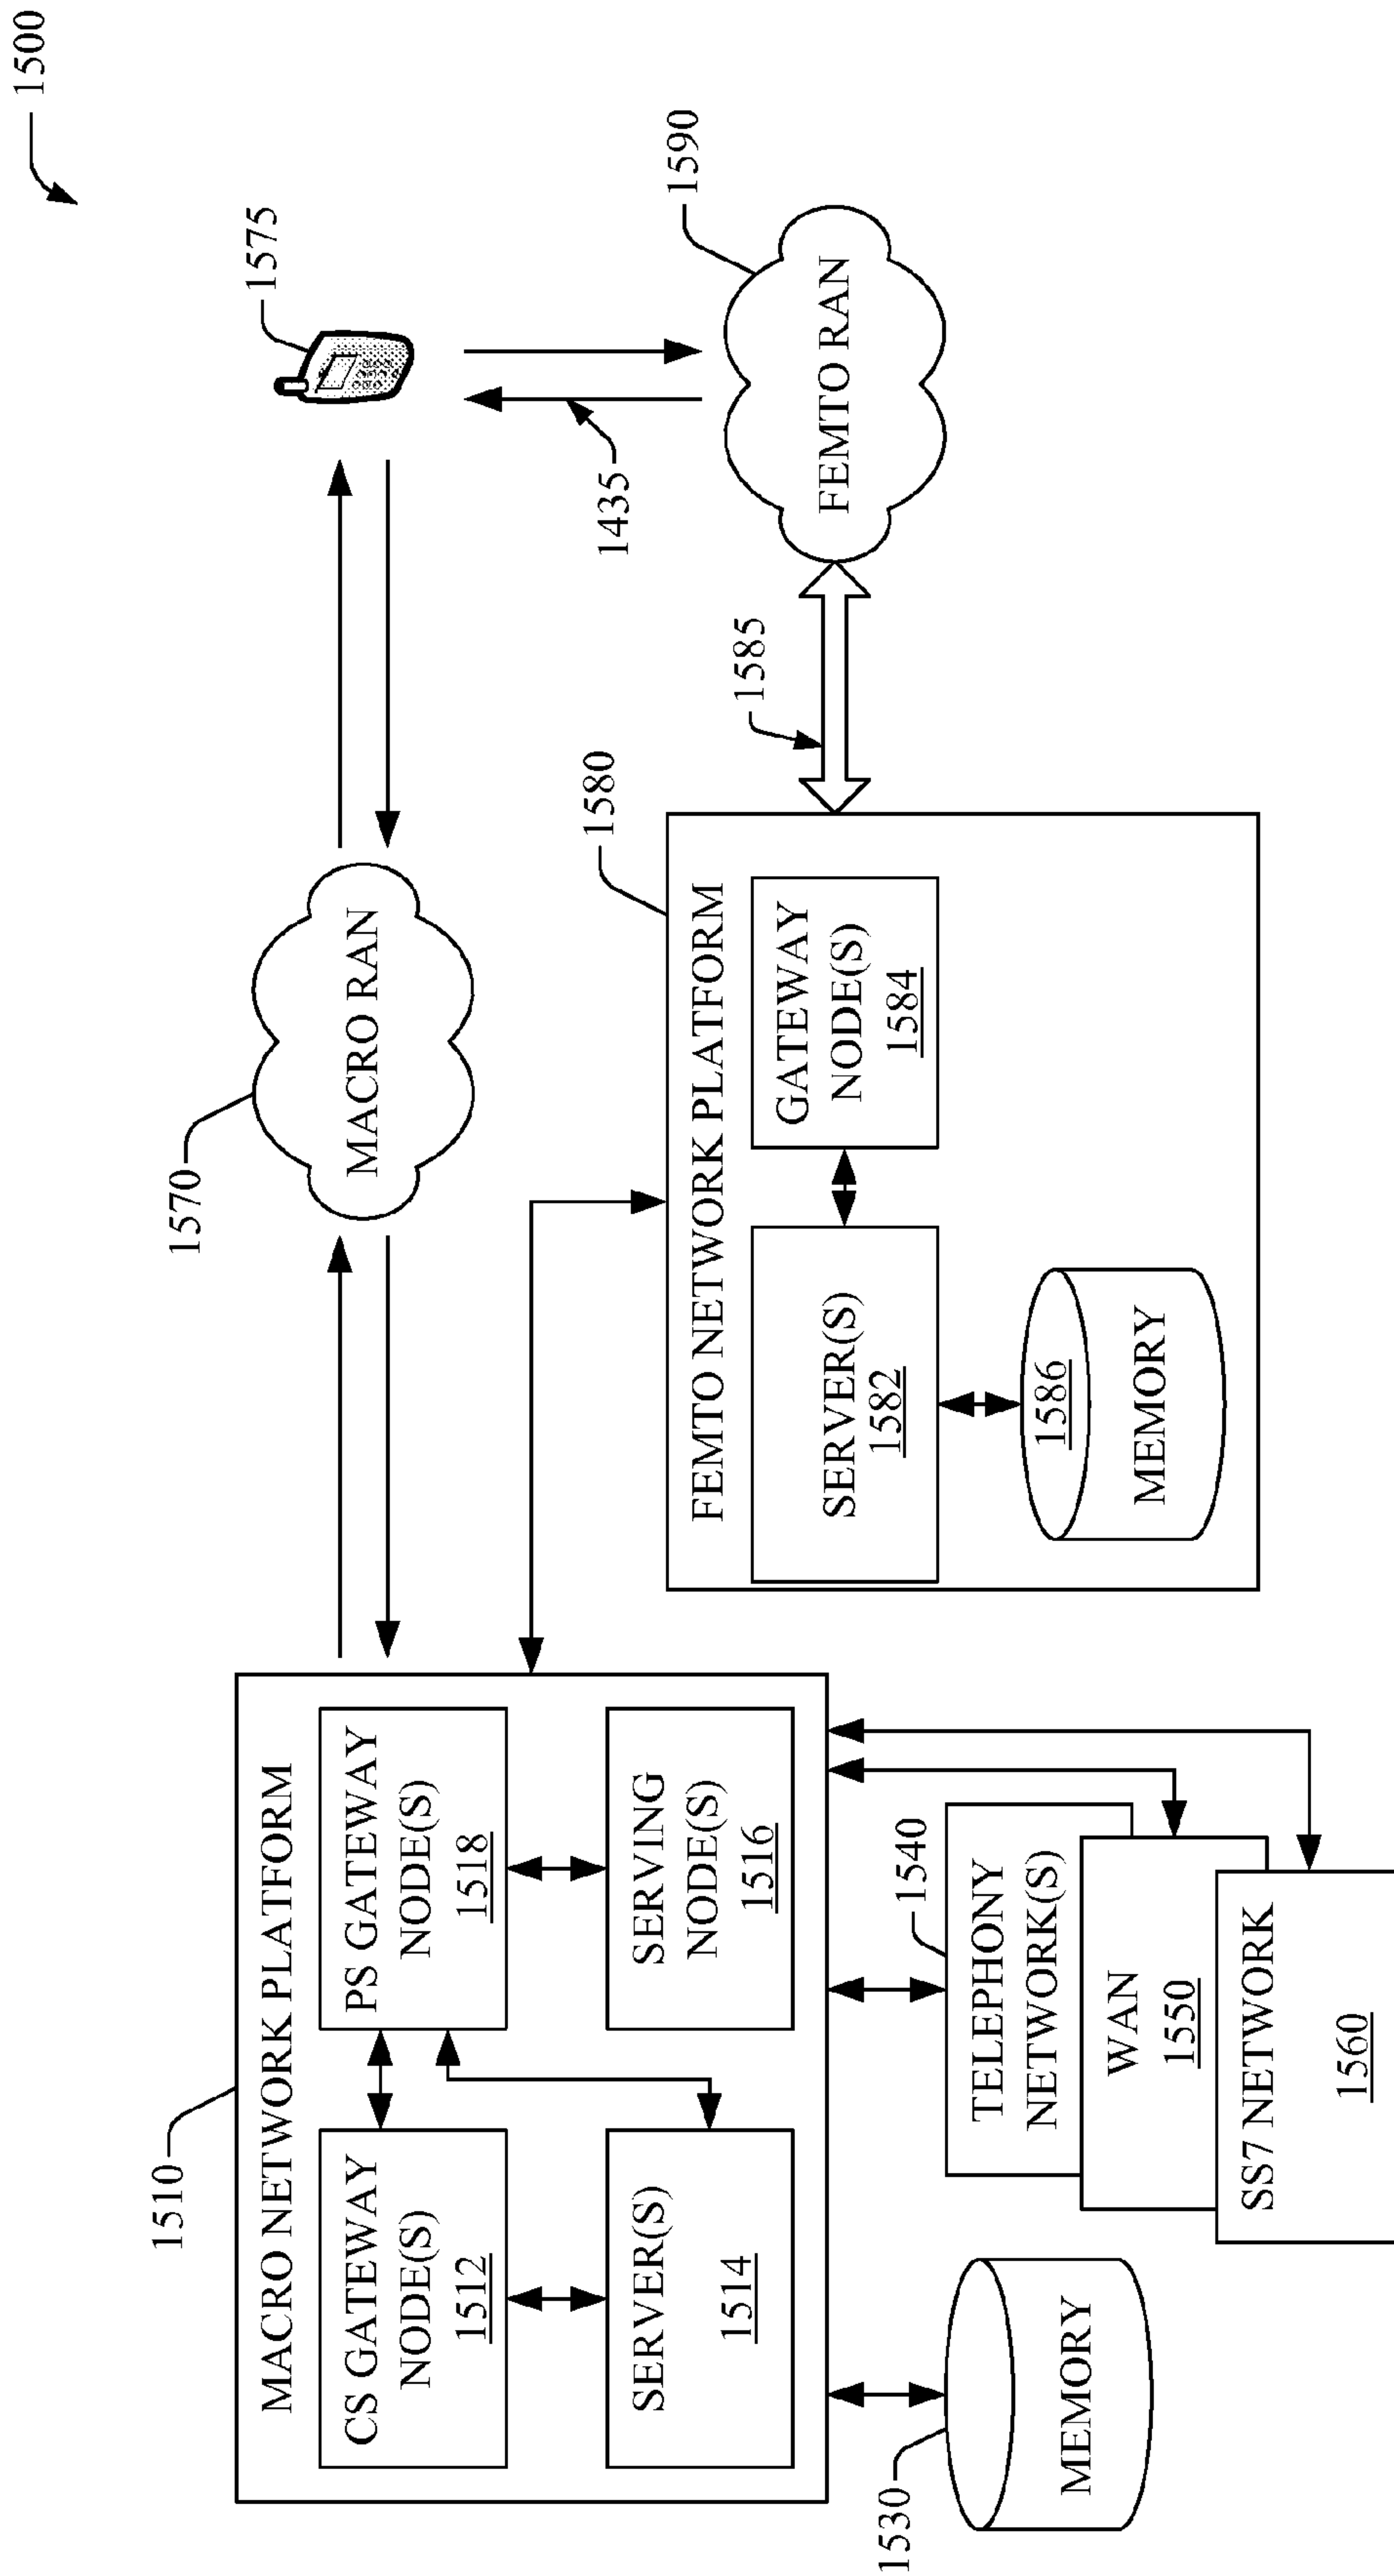 1500
1575
1570
MACRO RAN
1435
1590
FEMTO RAN
1585
1580
FEMTO NETWORK PLATFORM
SERVER(S)
1582
GATEWAY
NODE(S)
1584
1586
MEMORY
1510
MACRO NETWORK PLATFORM
CS GATEWAY
NODE(S)
1512
PS GATEWAY
NODE(S)
1518
SERVER(S)
1514
SERVING
NODE(S)
1516
1530
MEMORY
1540
TELEPHONY
NETWORK(S)
WAN
1550
SS7 NETWORK
1560